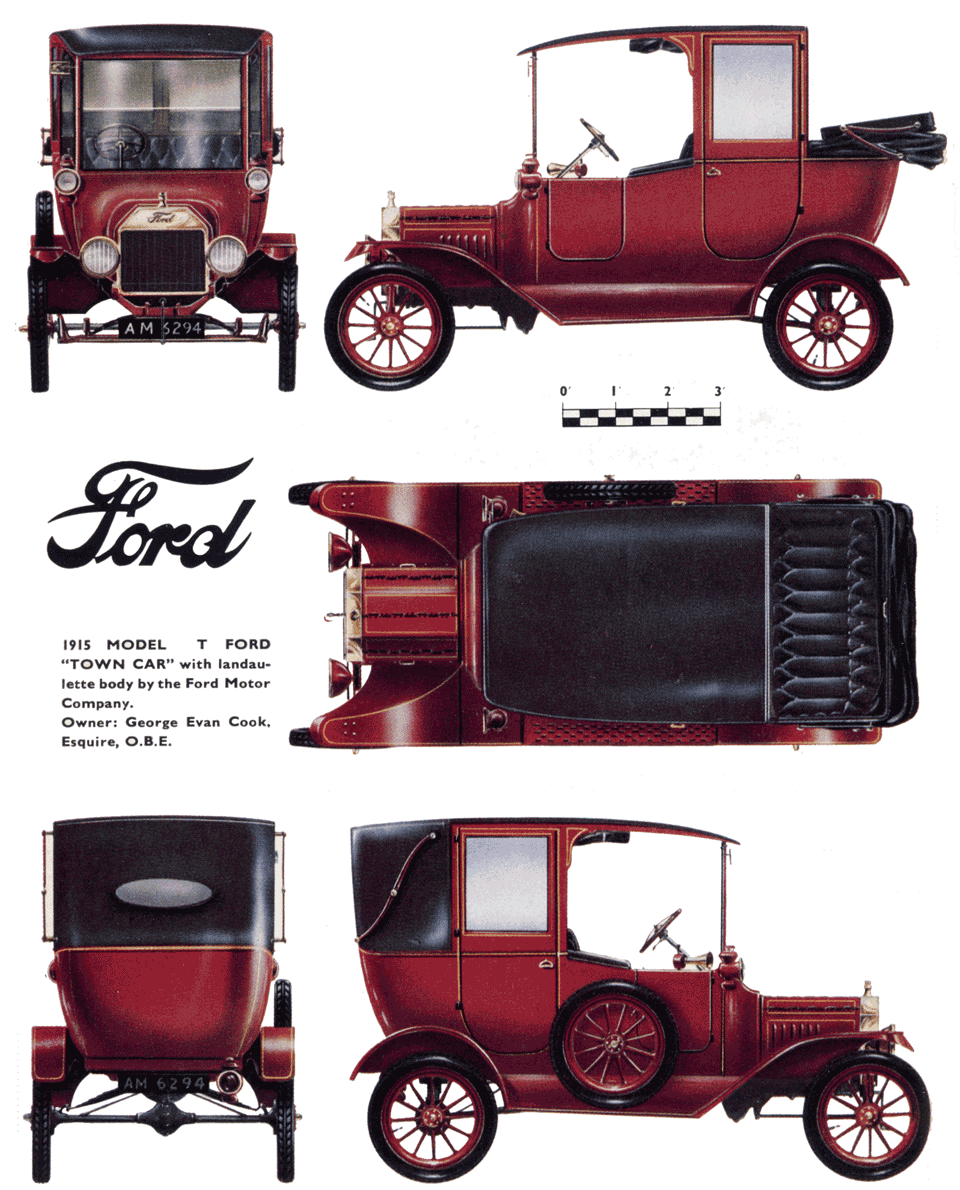 Ford
AM 6294
0' 1' 2' 3'
Ford
1915 MODEL T FORD
"TOWN CAR" with landau-
lette body by the Ford Motor
Company.
Owner: George Evan Cook,
Esquire, O.B.E.
AM 6294